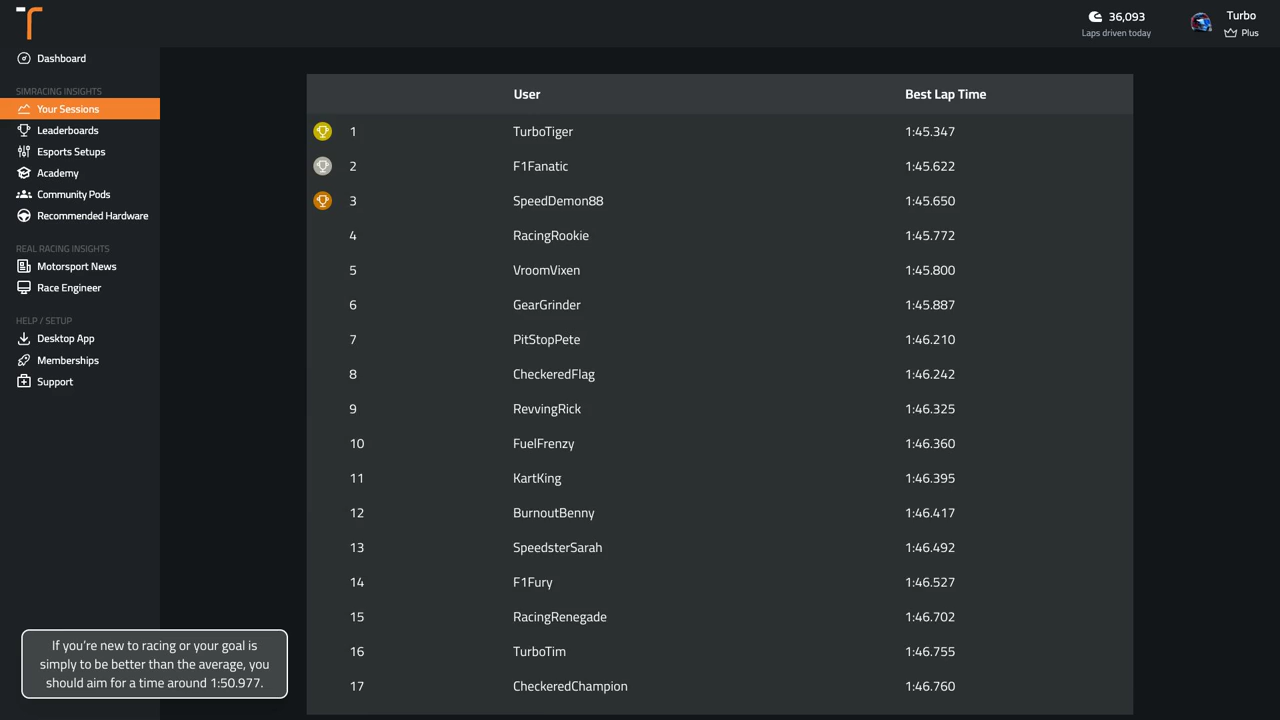 36,093
Laps driven today
Turbo
Plus
Dashboard
SIMRACING INSIGHTS
Your Sessions
Leaderboards
Esports Setups
Academy
Community Pods
Recommended Hardware
REAL RACING INSIGHTS
Motorsport News
Race Engineer
HELP / SETUP
Desktop App
Memberships
Support
If you're new to racing or your goal is
simply to be better than the average, you
should aim for a time around 1:50.977.
User Best Lap Time
1 TurboTiger 1:45.347
2 F1Fanatic 1:45.622
3 SpeedDemon88 1:45.650
4 RacingRookie 1:45.772
5 VroomVixen 1:45.800
6 GearGrinder 1:45.887
7 PitStopPete 1:46.210
8 CheckeredFlag 1:46.242
9 RevvingRick 1:46.325
10 FuelFrenzy 1:46.360
11 KartKing 1:46.395
12 BurnoutBenny 1:46.417
13 SpeedsterSarah 1:46.492
14 F1Fury 1:46.527
15 RacingRenegade 1:46.702
16 TurboTim 1:46.755
17 CheckeredChampion 1:46.760